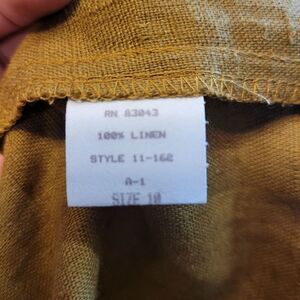 RN 83043
100% LINEN
STYLE 11-162
A-1
SIZE 10